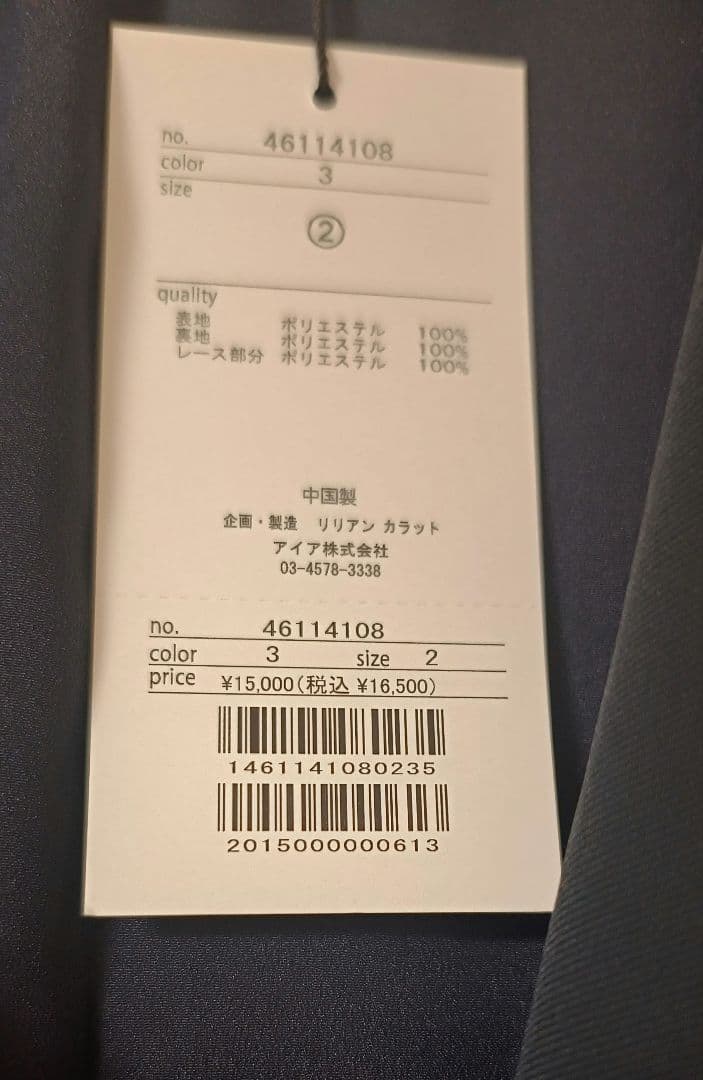 no. 46114108
color 3
size
②
quality
表地 ポリエステル 100%
裏地 ポリエステル 100%
レース部分 ポリエステル 100%
中国製
企画・製造 リリアン カラット
アイア株式会社
03-4578-3338
no. 46114108
color 3 size 2
price ¥15,000(税込 ¥16,500)
1461141080235
2015000000613